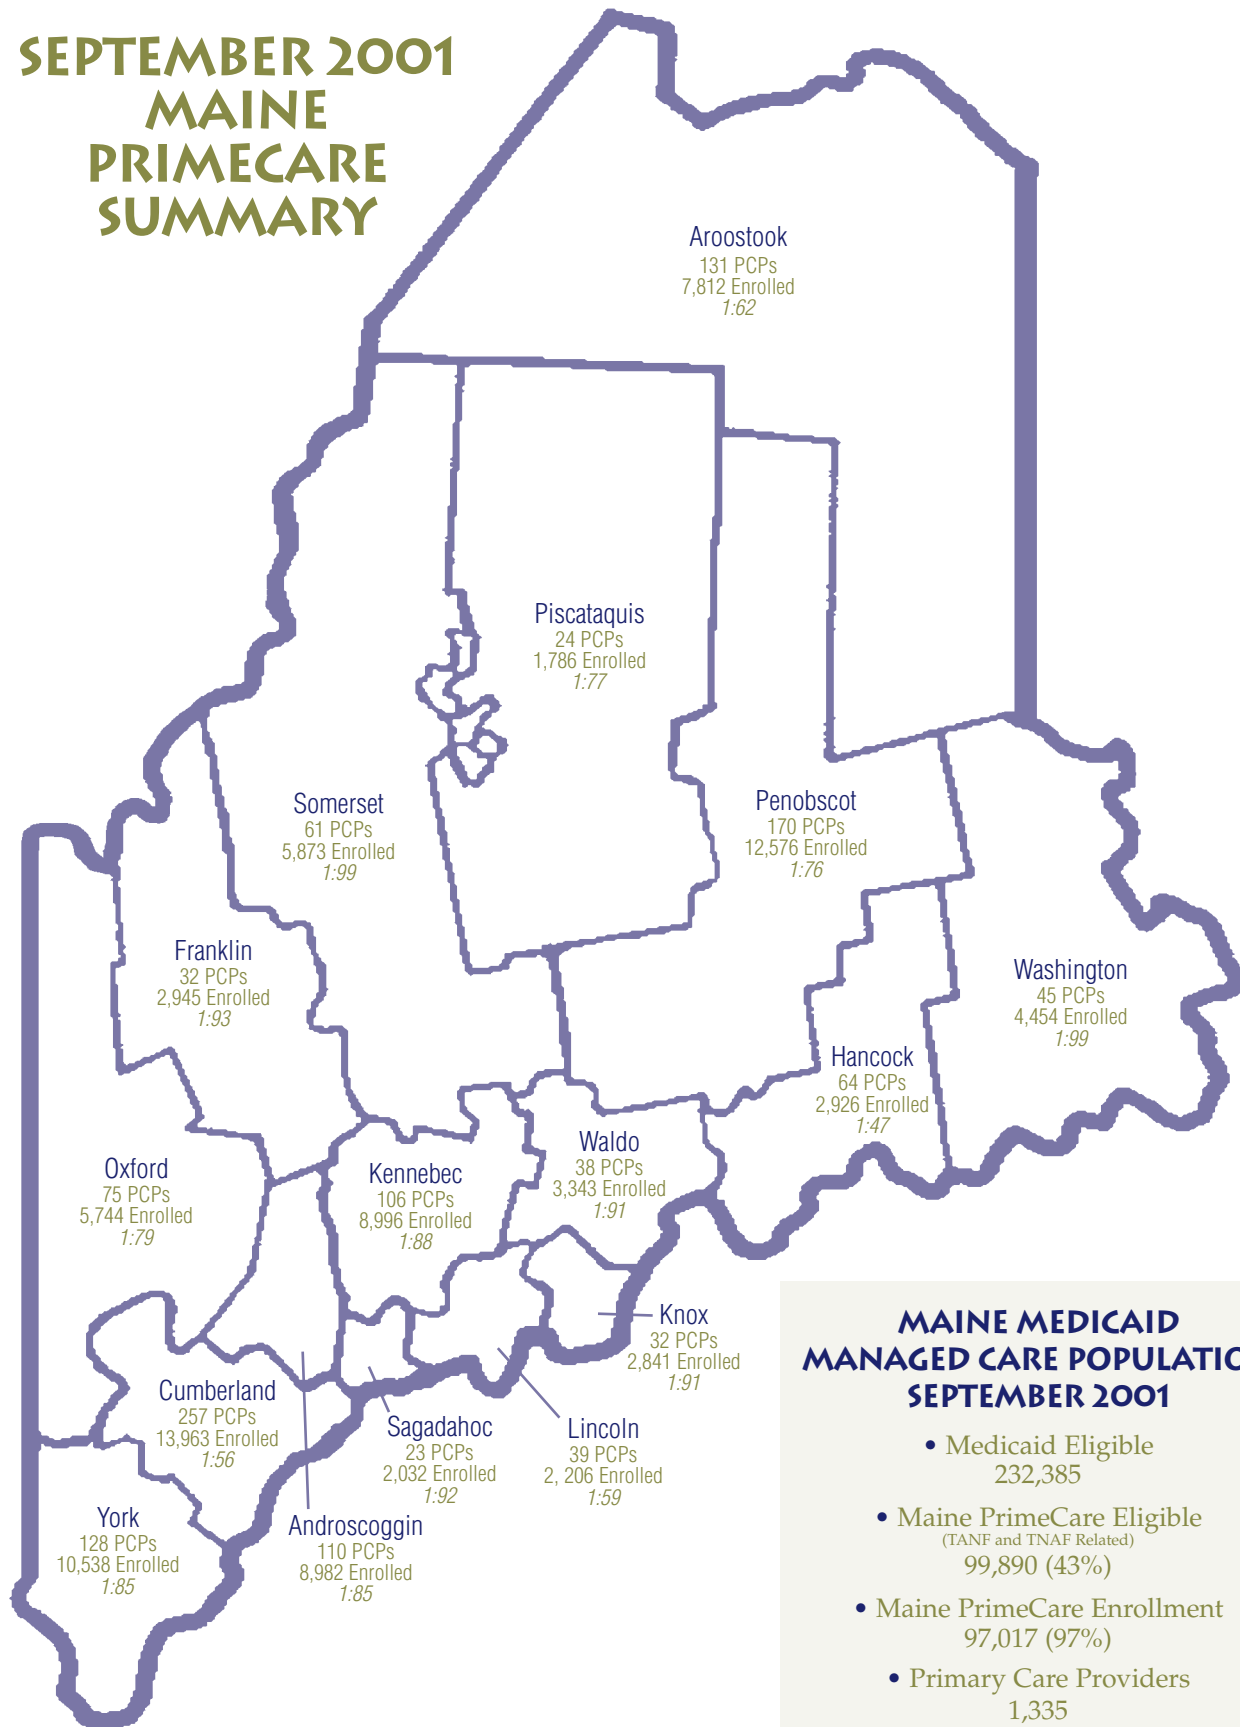 SEPTEMBER 2001
MAINE
PRIMECARE
SUMMARY
Aroostook
131 PCPs
7,812 Enrolled
1:62
Piscataquis
24 PCPs
1,786 Enrolled
1:77
Somerset
61 PCPs
5,873 Enrolled
1:99
Penobscot
170 PCPs
12,576 Enrolled
1:76
Franklin
32 PCPs
2,945 Enrolled
1:93
Washington
45 PCPs
4,454 Enrolled
1:99
Hancock
64 PCPs
2,926 Enrolled
1:47
Oxford
75 PCPs
5,744 Enrolled
1:79
Kennebec
106 PCPs
8,996 Enrolled
1:88
Waldo
38 PCPs
3,343 Enrolled
1:91
Knox
32 PCPs
2,841 Enrolled
1:91
Cumberland
257 PCPs
13,963 Enrolled
1:56
Sagadahoc
23 PCPs
2,032 Enrolled
1:92
Lincoln
39 PCPs
2, 206 Enrolled
1:59
York
128 PCPs
10,538 Enrolled
1:85
Androscoggin
110 PCPs
8,982 Enrolled
1:85
MAINE MEDICAID
MANAGED CARE POPULATIO
SEPTEMBER 2001
• Medicaid Eligible
232,385
• Maine PrimeCare Eligible
(TANF and TNAF Related)
99,890 (43%)
• Maine PrimeCare Enrollment
97,017 (97%)
• Primary Care Providers
1,335